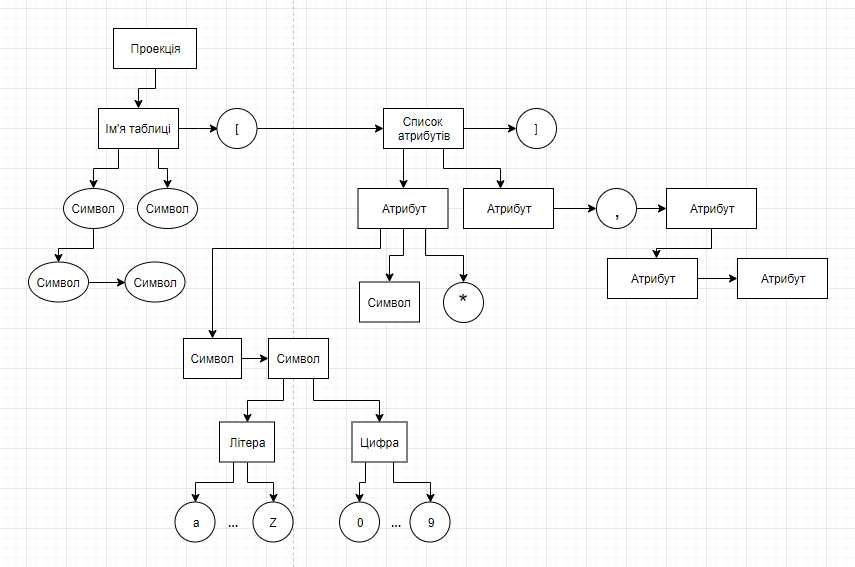 Проекція
Ім'я таблиці
[
Список
атрибутів
]
Символ
Символ
Атрибут
Атрибут
,
Атрибут
Символ
Символ
Символ
*
Атрибут
Атрибут
Символ
Символ
Літера
Цифра
a
...
Z
0
...
9